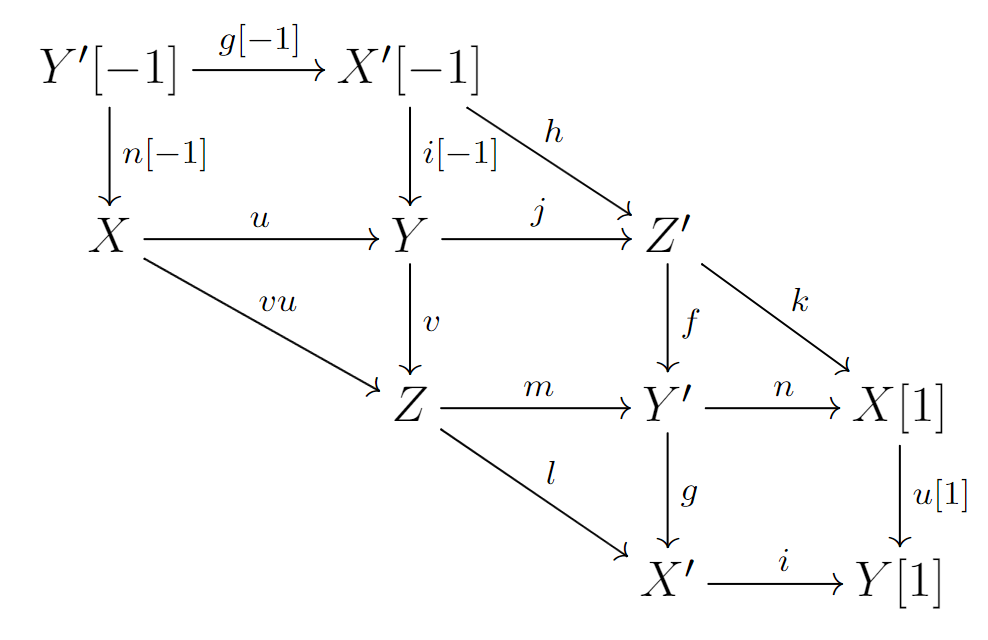 g[−1]
Y′[−1] X′[−1]
h
n[−1] i[−1]
u j
X Y Z′
vu v f k
m n
Z Y′ X[1]
l g u[1]
i
X′ Y[1]